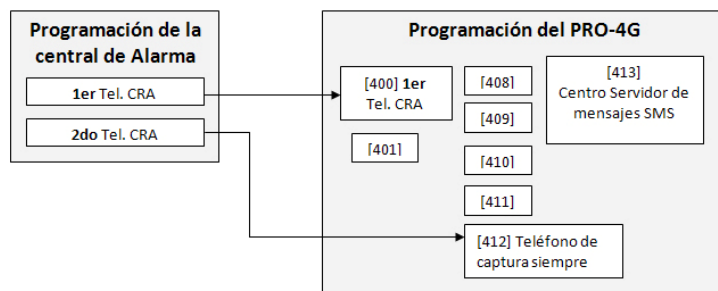 Programación de la
central de Alarma
1er Tel. CRA
2do Tel. CRA
Programación del PRO-4G
[400] 1er
Tel. CRA
[401]
[408]
[409]
[410]
[411]
[412] Teléfono de
captura siempre
[413]
Centro Servidor de
mensajes SMS